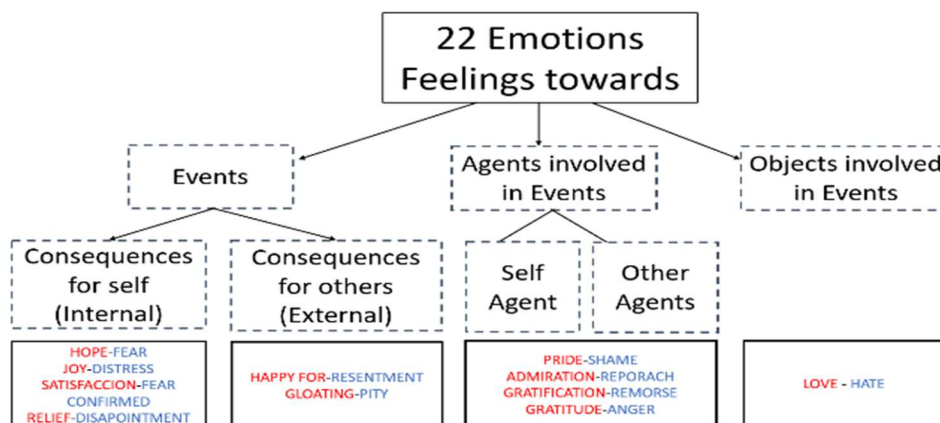 22 Emotions
Feelings towards
Events
Agents involved
in Events
Objects involved
in Events
Consequences
for self
(Internal)
Consequences
for others
(External)
Self
Agent
Other
Agents
HOPE-FEAR
JOY-DISTRESS
SATISFACCION-FEAR
CONFIRMED
RELIEF-DISAPOINTMENT
HAPPY FOR-RESENTMENT
GLOATING-PITY
PRIDE-SHAME
ADMIRATION-REPORACH
GRATIFICATION-REMORSE
GRATITUDE-ANGER
LOVE - HATE